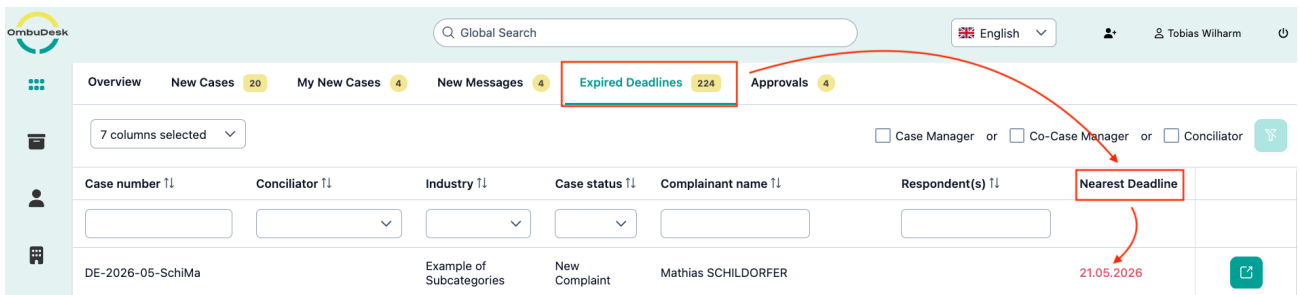 OmbuDesk
Global Search
English
Tobias Wilharm
Overview New Cases 20 My New Cases 4 New Messages 4 Expired Deadlines 224 Approvals 4
7 columns selected
Case Manager or Co-Case Manager or Conciliator
Case number Conciliator Industry Case status Complainant name Respondent(s) Nearest Deadline
DE-2026-05-SchiMa
Example of
Subcategories
New
Complaint
Mathias SCHILDORFER
21.05.2026